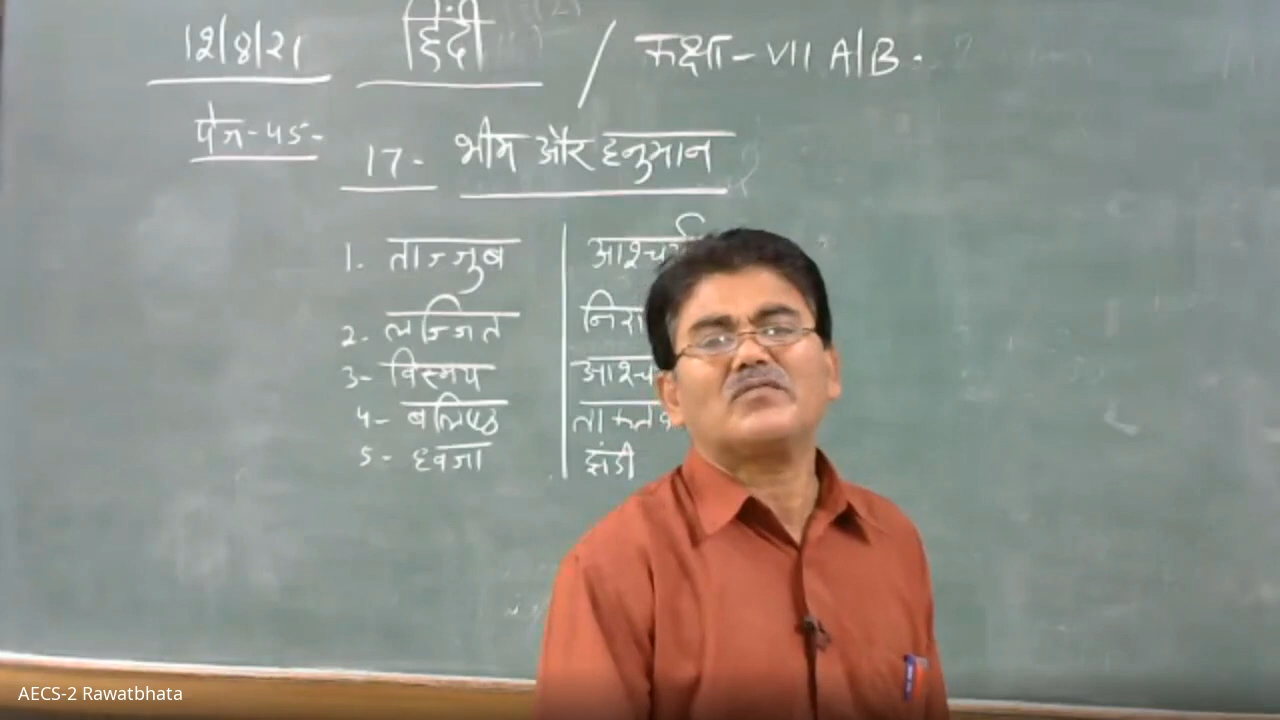 12/8/21 हिंदी / कक्षा - VII A/B.
पेज - 45 -
17 - भीम और हनुमान
1. ताज्जुब
2. लज्जित
3 - विस्मय
4 - बलिष्ठ
5 - ध्वजा झंडी
AECS-2 Rawatbhata